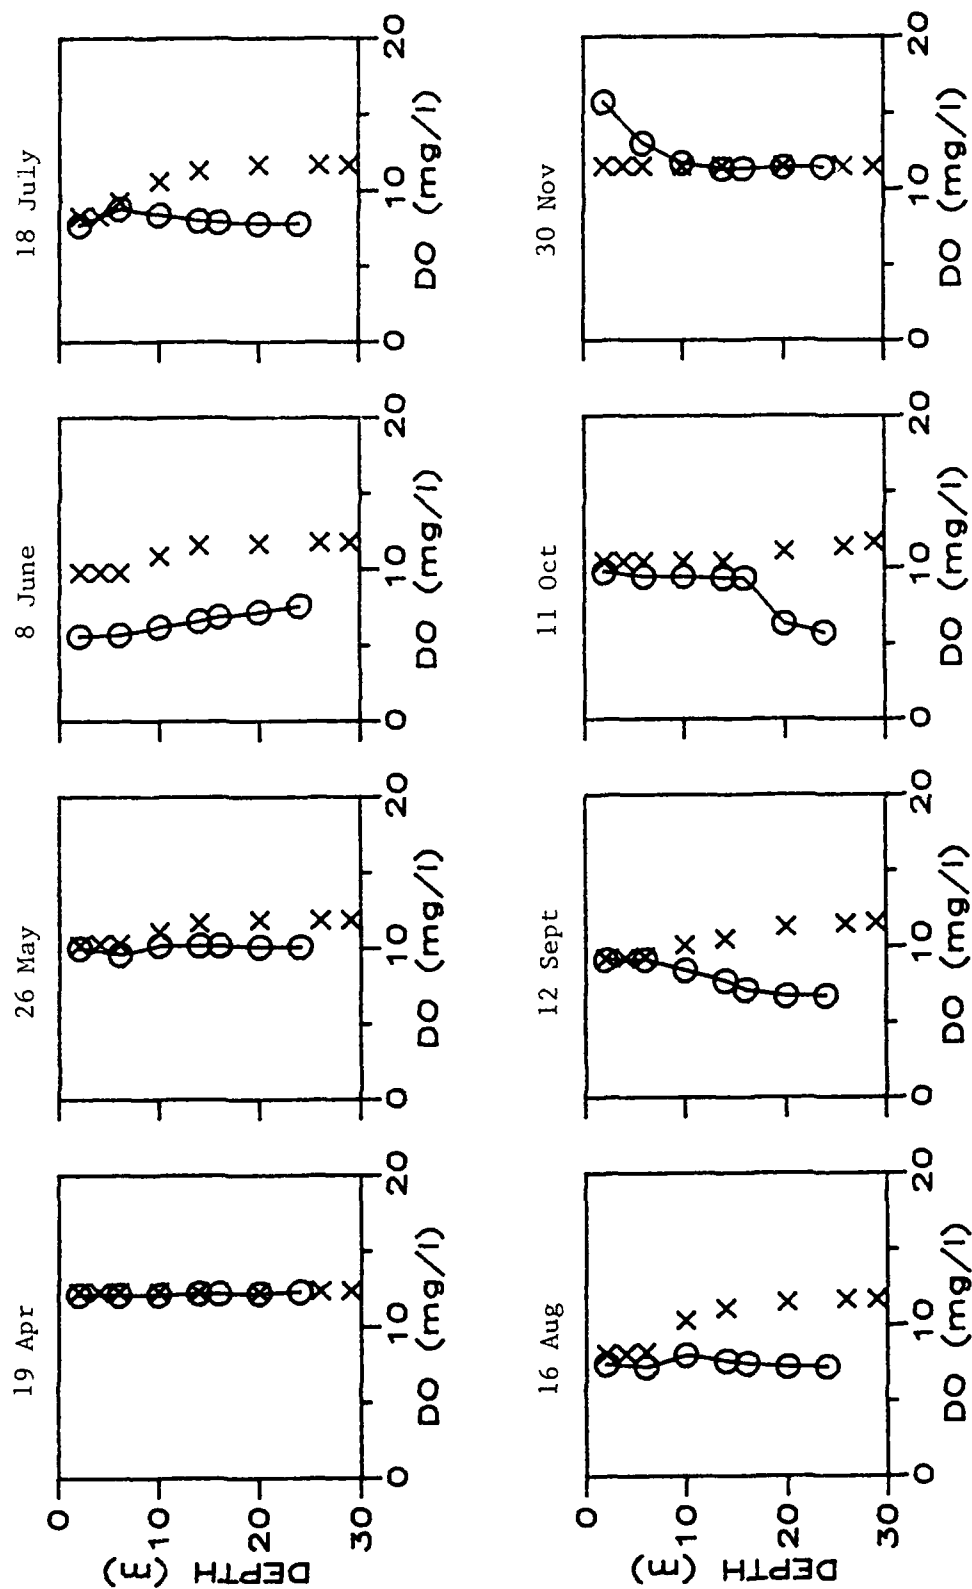 19 Apr
26 May
8 June
18 July
0
10
20
30
DEPTH (m)
0 10 20
0 10 20
0 10 20
0 10 20
DO (mg/l)
DO (mg/l)
DO (mg/l)
DO (mg/l)
16 Aug
12 Sept
11 Oct
30 Nov
0
10
20
30
DEPTH (m)
0 10 20
0 10 20
0 10 20
0 10 20
DO (mg/l)
DO (mg/l)
DO (mg/l)
DO (mg/l)